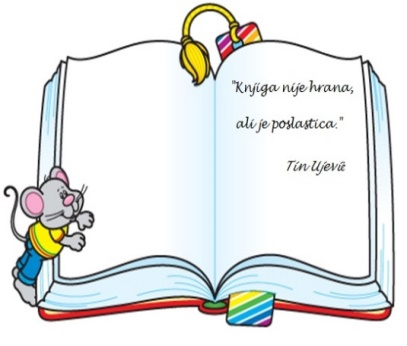 "Knjiga nije hrana,
ali je poslastica."
Tin Ujević